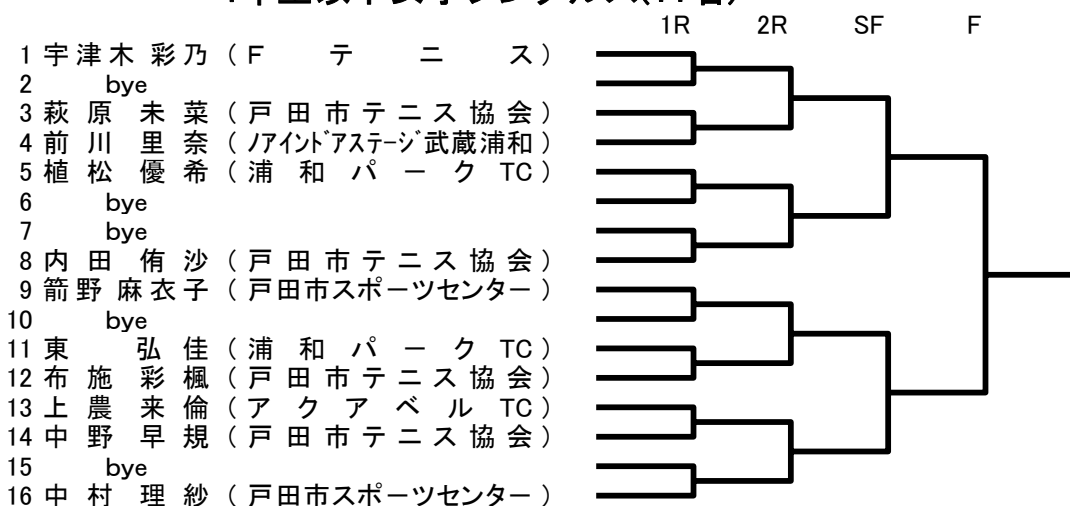 1R 2R SF F
1 宇津木 彩乃 (F テニス)
2 bye
3 萩原 未菜 (戸田市テニス協会)
4 前川 里奈 (ノアインドアステージ武蔵浦和)
5 植松 優希 (浦和パークTC)
6 bye
7 bye
8 内田 侑沙 (戸田市テニス協会)
9 箭野 麻衣子 (戸田市スポーツセンター)
10 bye
11 東 弘佳 (浦和パークTC)
12 布施 彩楓 (戸田市テニス協会)
13 上農 来倫 (アクアベルTC)
14 中野 早規 (戸田市テニス協会)
15 bye
16 中村 理紗 (戸田市スポーツセンター)